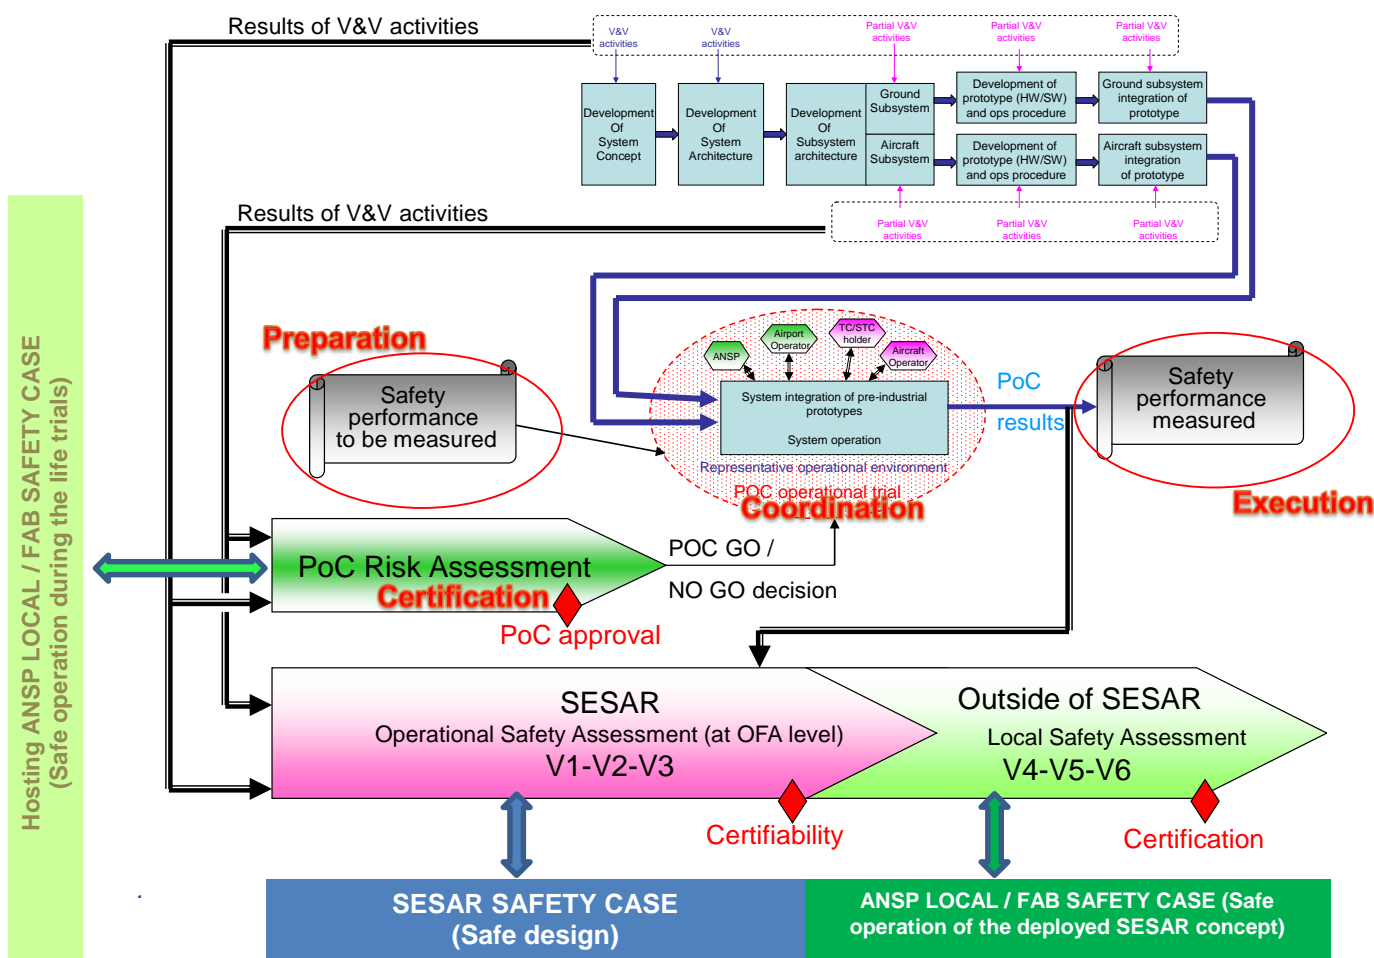 Results of V&V activities
V&V
activities
V&V
activities
Partial V&V
activities
Partial V&V
activities
Partial V&V
activities
Development
Of
System
Concept
Development
Of
System
Architecture
Development
Of
Subsystem
architecture
Ground
Subsystem
Aircraft
Subsystem
Development of
prototype (HW/SW)
and ops procedure
Ground subsystem
integration of
prototype
Development of
prototype (HW/SW)
and ops procedure
Aircraft subsystem
integration
of prototype
Results of V&V activities
Partial V&V
activities
Partial V&V
activities
Partial V&V
activities
Hosting ANSP LOCAL / FAB SAFETY CASE
(Safe operation during the life trials)
Preparation
Safety
performance
to be measured
ANSP
Airport
Operator
TC/STC
holder
Aircraft
Operator
System integration of pre-industrial
prototypes
System operation
Representative operational environment
POC operational trial
Coordination
PoC
results
Safety
performance
measured
Execution
PoC Risk Assessment
Certification
PoC approval
POC GO /
NO GO decision
SESAR
Operational Safety Assessment (at OFA level)
V1-V2-V3
Outside of SESAR
Local Safety Assessment
V4-V5-V6
Certifiability
Certification
SESAR SAFETY CASE
(Safe design)
ANSP LOCAL / FAB SAFETY CASE (Safe
operation of the deployed SESAR concept)